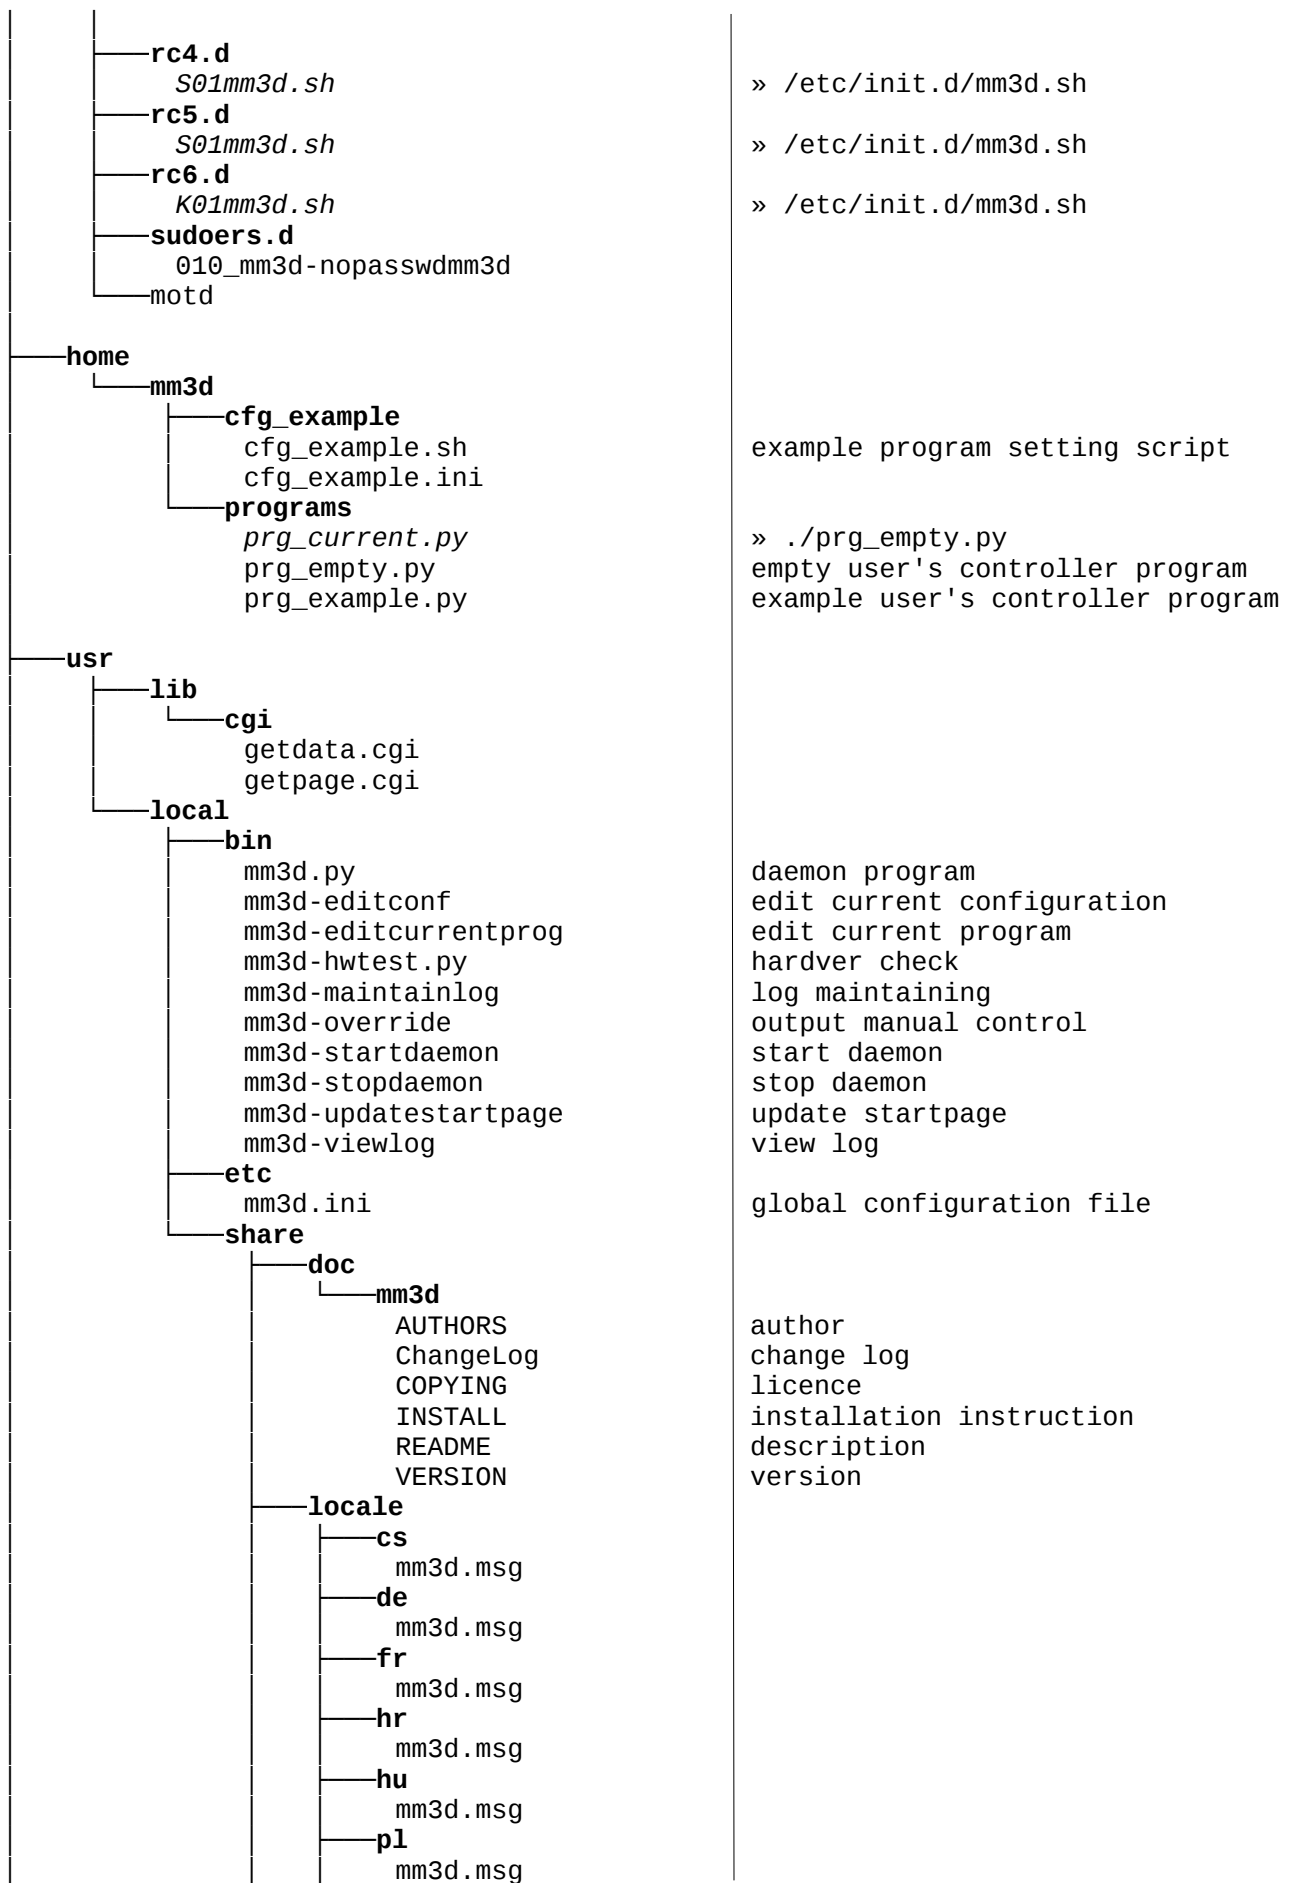 rc4.d
S01mm3d.sh » /etc/init.d/mm3d.sh
rc5.d
S01mm3d.sh » /etc/init.d/mm3d.sh
rc6.d
K01mm3d.sh » /etc/init.d/mm3d.sh
sudoers.d
010_mm3d-nopasswdmm3d
motd
home
mm3d
cfg_example
cfg_example.sh example program setting script
cfg_example.ini
programs
prg_current.py » ./prg_empty.py
prg_empty.py empty user's controller program
prg_example.py example user's controller program
usr
lib
cgi
getdata.cgi
getpage.cgi
local
bin
mm3d.py daemon program
mm3d-editconf edit current configuration
mm3d-editcurrentprog edit current program
mm3d-hwtest.py hardver check
mm3d-maintainlog log maintaining
mm3d-override output manual control
mm3d-startdaemon start daemon
mm3d-stopdaemon stop daemon
mm3d-updatestartpage update startpage
mm3d-viewlog view log
etc
mm3d.ini global configuration file
share
doc
mm3d
AUTHORS author
ChangeLog change log
COPYING licence
INSTALL installation instruction
README description
VERSION version
locale
cs
mm3d.msg
de
mm3d.msg
fr
mm3d.msg
hr
mm3d.msg
hu
mm3d.msg
pl
mm3d.msg